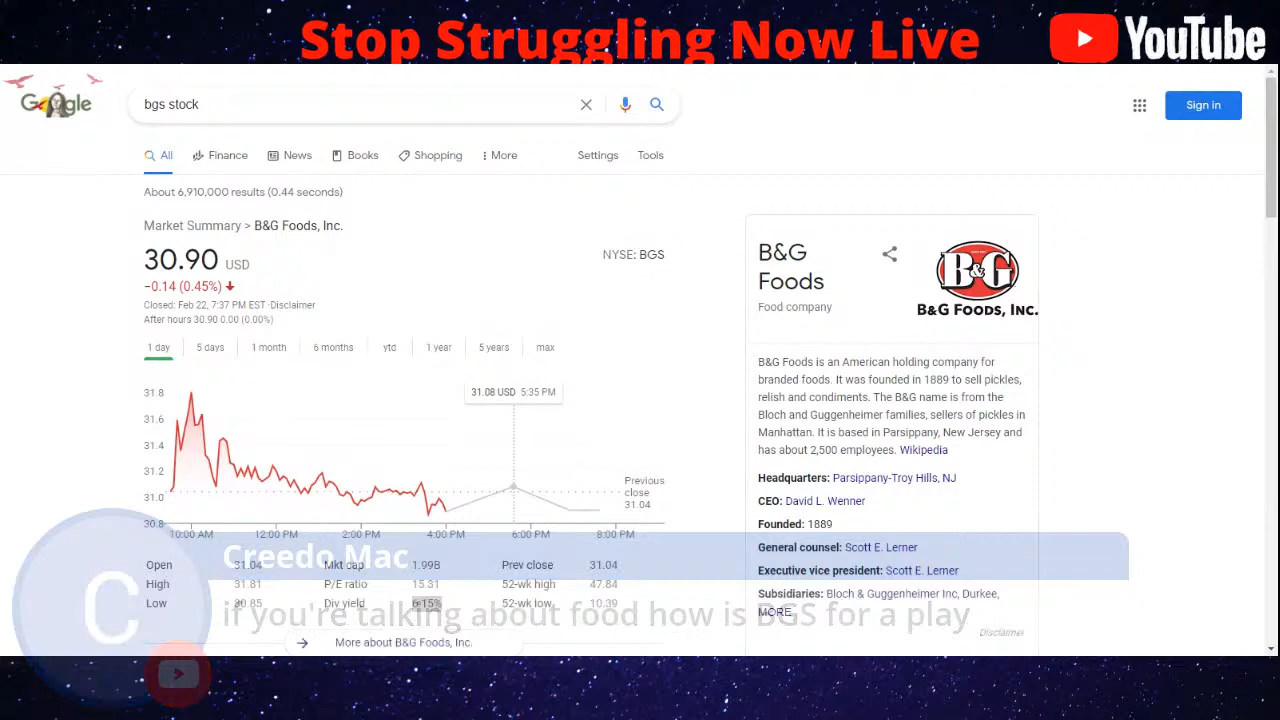 Stop Struggling Now Live
YouTube
Google
bgs stock
Sign in
All
Finance
News
Books
Shopping
More
Settings
Tools
About 6,910,000 results (0.44 seconds)
Market Summary > B&G Foods, Inc.
30.90 USD
NYSE: BGS
−0.14 (0.45%)
Closed: Feb 22, 7:37 PM EST ·Disclaimer
After hours 30.90 0.00 (0.00%)
1 day
5 days
1 month
6 months
ytd
1 year
5 years
max
31.08 USD 5:35 PM
31.8
31.6
31.4
31.2
31.0
30.8
Previous
close
31.04
10:00 AM
12:00 PM
2:00 PM
4:00 PM
6:00 PM
8:00 PM
Open 31.04 Mkt cap 1.99B Prev close 31.04
High 31.81 P/E ratio 15.31 52-wk high 47.84
Low 30.85 Div yield 6.15% 52-wk low 10.39
More about B&G Foods, Inc.
B&G
Foods
Food company
B&G
B&G FOODS, INC.
B&G Foods is an American holding company for
branded foods. It was founded in 1889 to sell pickles,
relish and condiments. The B&G name is from the
Bloch and Guggenheimer families, sellers of pickles in
Manhattan. It is based in Parsippany, New Jersey and
has about 2,500 employees. Wikipedia
Headquarters: Parsippany-Troy Hills, NJ
CEO: David L. Wenner
Founded: 1889
General counsel: Scott E. Lerner
Executive vice president: Scott E. Lerner
Subsidiaries: Bloch & Guggenheimer Inc, Durkee,
MORE
Disclaimer
C
Creedo Mac
if you're talking about food how is BGS for a play